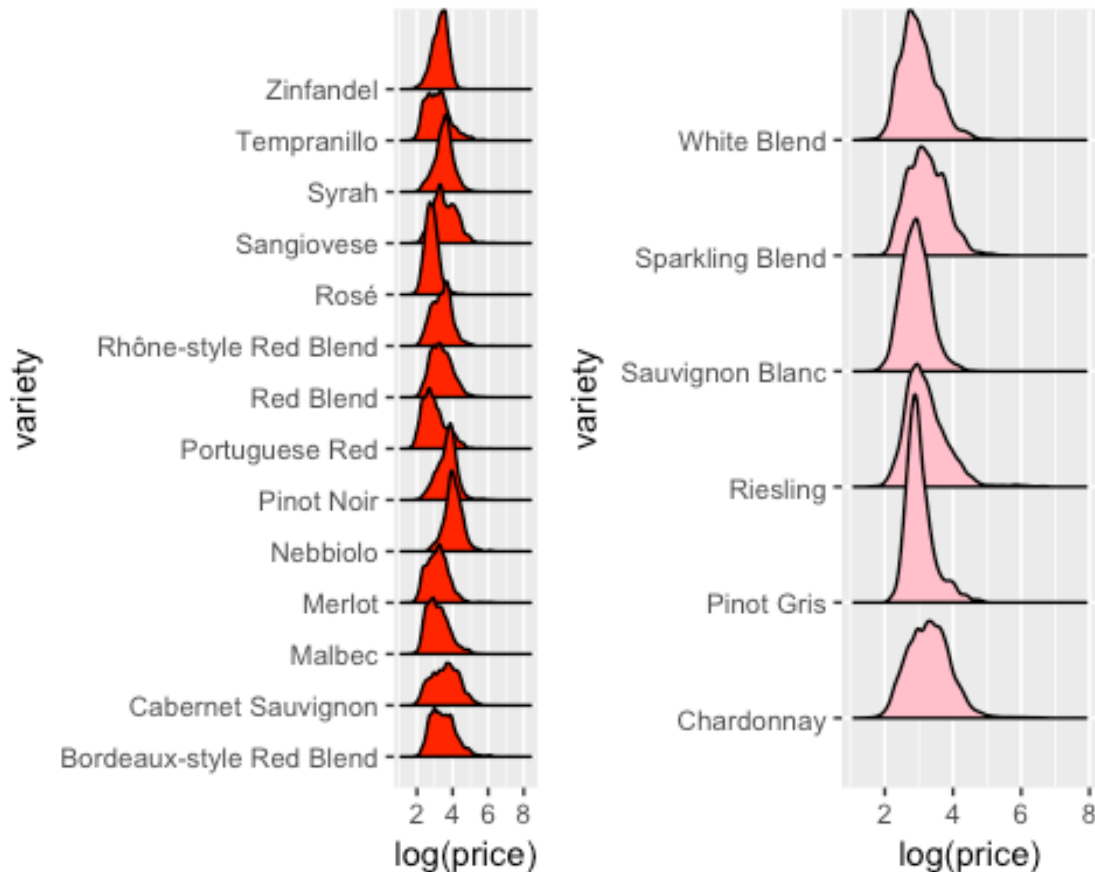 variety
Zinfandel
Tempranillo
Syrah
Sangiovese
Rosé
Rhône-style Red Blend
Red Blend
Portuguese Red
Pinot Noir
Nebbiolo
Merlot
Malbec
Cabernet Sauvignon
Bordeaux-style Red Blend
2 4 6 8
log(price)
variety
White Blend
Sparkling Blend
Sauvignon Blanc
Riesling
Pinot Gris
Chardonnay
2 4 6 8
log(price)